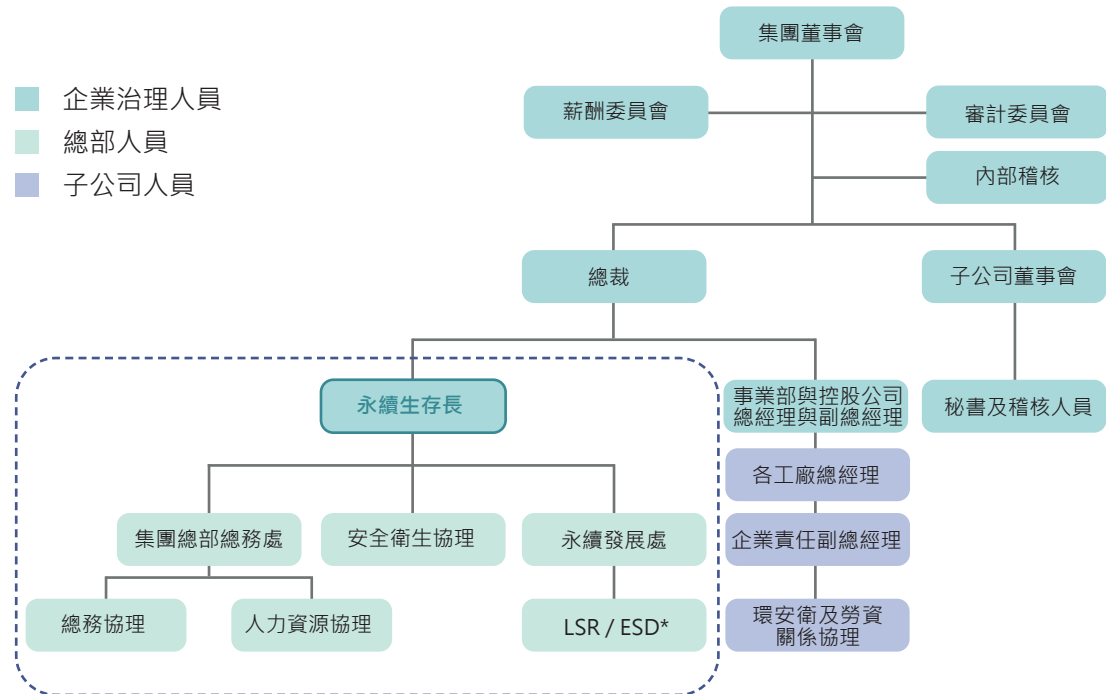 集團董事會
企業治理人員
總部人員
子公司人員
薪酬委員會
審計委員會
內部稽核
總裁
子公司董事會
永續生存長
事業部與控股公司
總經理與副總經理
秘書及稽核人員
各工廠總經理
集團總部總務處
安全衛生協理
永續發展處
企業責任副總經理
總務協理
人力資源協理
LSR / ESD*
環安衛及勞資
關係協理